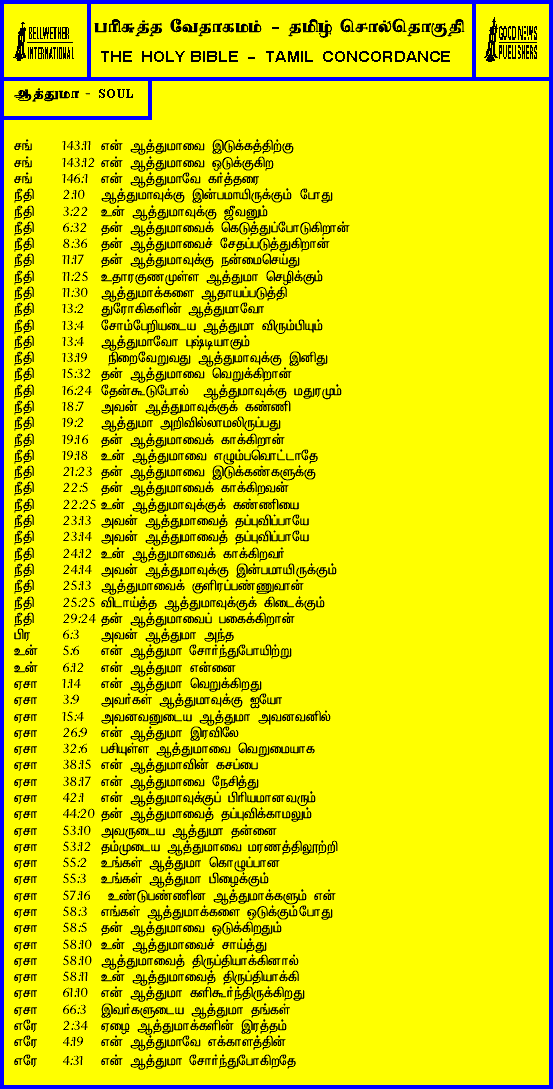 BELLWETHER
INTERNATIONAL
பரிசுத்த வேதாகமம் - தமிழ் சொல்தொகுதி
THE HOLY BIBLE - TAMIL CONCORDANCE
GOOD NEWS
PUBLISHERS
ஆத்துமா - SOUL
சங் 143:11 என் ஆத்துமாவை இடுக்கத்திற்கு
சங் 143:12 என் ஆத்துமாவை ஒடுக்குகிற
சங் 146:1 என் ஆத்துமாவே கர்த்தரை
நீதி 2:10 ஆத்துமாவுக்கு இன்பமாயிருக்கும் போது
நீதி 3:22 உன் ஆத்துமாவுக்கு ஜீவனும்
நீதி 6:32 தன் ஆத்துமாவைக் கெடுத்துப்போடுகிறான்
நீதி 8:36 தன் ஆத்துமாவைச் சேதப்படுத்துகிறான்
நீதி 11:17 தன் ஆத்துமாவுக்கு நன்மைசெய்து
நீதி 11:25 உதாரகுணமுள்ள ஆத்துமா செழிக்கும்
நீதி 11:30 ஆத்துமாக்களை ஆதாயப்படுத்தி
நீதி 13:2 துரோகிகளின் ஆத்துமாவோ
நீதி 13:4 சோம்பேறியடைய ஆத்துமா விரும்பியும்
நீதி 13:4 ஆத்துமாவோ புஷ்டியாகும்
நீதி 13:19 நிறைவேறுவது ஆத்துமாவுக்கு இனிது
நீதி 15:32 தன் ஆத்துமாவை வெறுக்கிறான்
நீதி 16:24 தேன்கூடுபோல் ஆத்துமாவுக்கு மதுரமும்
நீதி 18:7 அவன் ஆத்துமாவுக்குக் கண்ணி
நீதி 19:2 ஆத்துமா அறிவில்லாமலிருப்பது
நீதி 19:16 தன் ஆத்துமாவைக் காக்கிறான்
நீதி 19:18 உன் ஆத்துமாவை எழும்பவொட்டாதே
நீதி 21:23 தன் ஆத்துமாவை இடுக்கண்களுக்கு
நீதி 22:5 தன் ஆத்துமாவைக் காக்கிறவன்
நீதி 22:25 உன் ஆத்துமாவுக்குக் கண்ணியை
நீதி 23:13 அவன் ஆத்துமாவைத் தப்புவிப்பாயே
நீதி 23:14 அவன் ஆத்துமாவைத் தப்புவிப்பாயே
நீதி 24:12 உன் ஆத்துமாவைக் காக்கிறவர்
நீதி 24:14 அவன் ஆத்துமாவுக்கு இன்பமாயிருக்கும்
நீதி 25:13 ஆத்துமாவைக் குளிரப்பண்ணுவான்
நீதி 25:25 விடாய்த்த ஆத்துமாவுக்குக் கிடைக்கும்
நீதி 29:24 தன் ஆத்துமாவைப் பகைக்கிறான்
பிர 6:3 அவன் ஆத்துமா அந்த
உன் 5:6 என் ஆத்துமா சோர்ந்துபோயிற்று
உன் 6:12 என் ஆத்துமா என்னை
ஏசா 1:14 என் ஆத்துமா வெறுக்கிறது
ஏசா 3:9 அவர்கள் ஆத்துமாவுக்கு ஐயோ
ஏசா 15:4 அவனவனுடைய ஆத்துமா அவனவனில்
ஏசா 26:9 என் ஆத்துமா இரவிலே
ஏசா 32:6 பசியுள்ள ஆத்துமாவை வெறுமையாக
ஏசா 38:15 என் ஆத்துமாவின் கசப்பை
ஏசா 38:17 என் ஆத்துமாவை நேசித்து
ஏசா 42:1 என் ஆத்துமாவுக்குப் பிரியமானவரும்
ஏசா 44:20 தன் ஆத்துமாவைத் தப்புவிக்காமலும்
ஏசா 53:10 அவருடைய ஆத்துமா தன்னை
ஏசா 53:12 தம்முடைய ஆத்துமாவை மரணத்திலூற்றி
ஏசா 55:2 உங்கள் ஆத்துமா கொழுப்பான
ஏசா 55:3 உங்கள் ஆத்துமா பிழைக்கும்
ஏசா 57:16 உண்டுபண்ணின ஆத்துமாக்களும் என்
ஏசா 58:3 எங்கள் ஆத்துமாக்களை ஒடுக்கும்போது
ஏசா 58:5 தன் ஆத்துமாவை ஒடுக்கிறதும்
ஏசா 58:10 உன் ஆத்துமாவைச் சாய்த்து
ஏசா 58:10 ஆத்துமாவைத் திருப்தியாக்கினால்
ஏசா 58:11 உன் ஆத்துமாவைத் திருப்தியாக்கி
ஏசா 61:10 என் ஆத்துமா களிகூர்ந்திருக்கிறது
ஏசா 66:3 இவர்களுடைய ஆத்துமா தங்கள்
எரே 2:34 ஏழை ஆத்துமாக்களின் இரத்தம்
எரே 4:19 என் ஆத்துமாவே எக்காளத்தின்
எரே 4:31 என் ஆத்துமா சோர்ந்துபோகிறதே